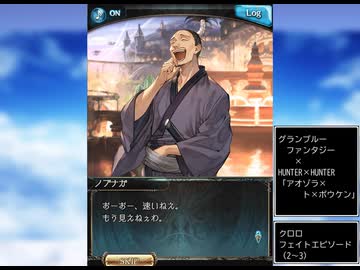 ON
Log
ノブナガ
おーおー、速いねえ。
もう見えねぇわ。
グランブルー
ファンタジー
×
HUNTER×HUNTER
「アオゾラ×
ト×ボウケン」
クロロ
フェイトエピソード
(2～3)